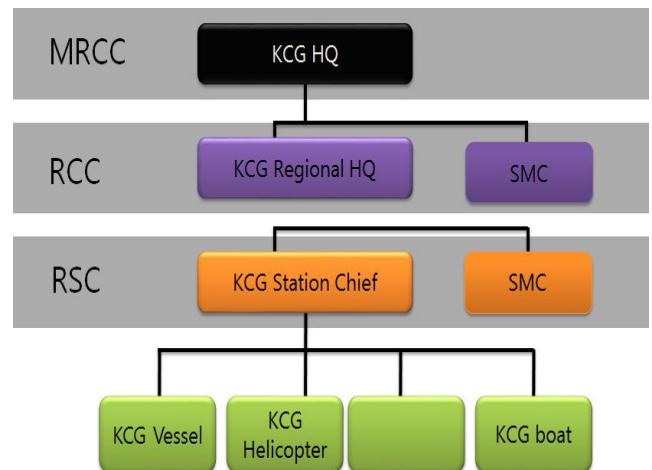 MRCC
KCG HQ
RCC
KCG Regional HQ
SMC
RSC
KCG Station Chief
SMC
KCG Vessel
KCG
Helicopter
KCG boat